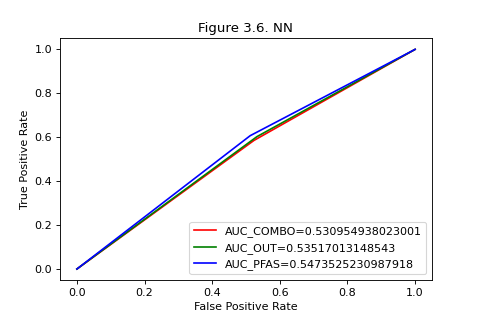 Figure 3.6. NN
1.0
0.8
0.6
0.4
0.2
0.0
True Positive Rate
AUC_COMBO=0.530954938023001
AUC_OUT=0.53517013148543
AUC_PFAS=0.5473525230987918
0.0 0.2 0.4 0.6 0.8 1.0
False Positive Rate